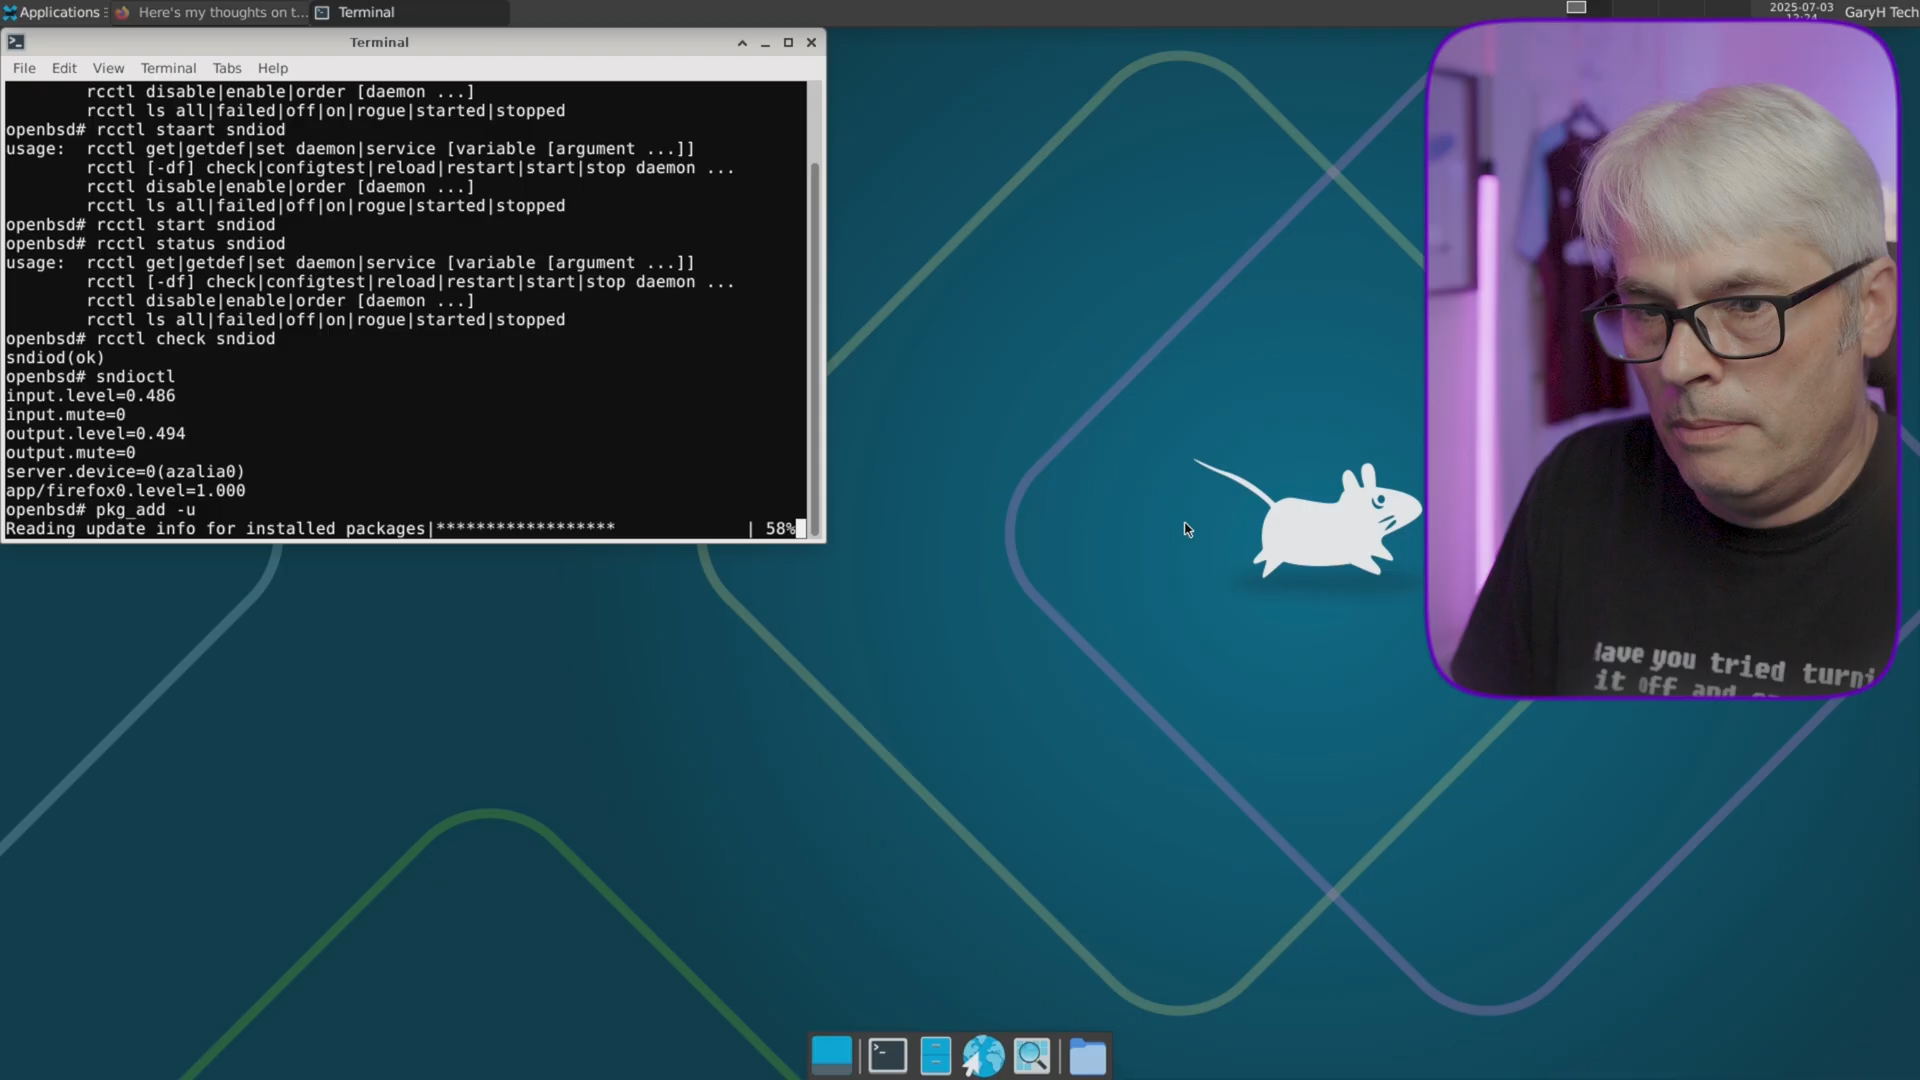 Applications
Here's my thoughts on t...
Terminal
2025-07-03
12:24
GaryH Tech
Terminal
File Edit View Terminal Tabs Help
rcctl disable|enable|order [daemon ...]
rcctl ls all|failed|off|on|rogue|started|stopped
openbsd# rcctl staart sndiod
usage: rcctl get|getdef|set daemon|service [variable [argument ...]]
rcctl [-df] check|configtest|reload|restart|start|stop daemon ...
rcctl disable|enable|order [daemon ...]
rcctl ls all|failed|off|on|rogue|started|stopped
openbsd# rcctl start sndiod
openbsd# rcctl status sndiod
usage: rcctl get|getdef|set daemon|service [variable [argument ...]]
rcctl [-df] check|configtest|reload|restart|start|stop daemon ...
rcctl disable|enable|order [daemon ...]
rcctl ls all|failed|off|on|rogue|started|stopped
openbsd# rcctl check sndiod
sndiod(ok)
openbsd# sndioctl
input.level=0.486
input.mute=0
output.level=0.494
output.mute=0
server.device=0(azalia0)
app/firefox0.level=1.000
openbsd# pkg_add -u
Reading update info for installed packages|****************** | 58%
you tried
it off